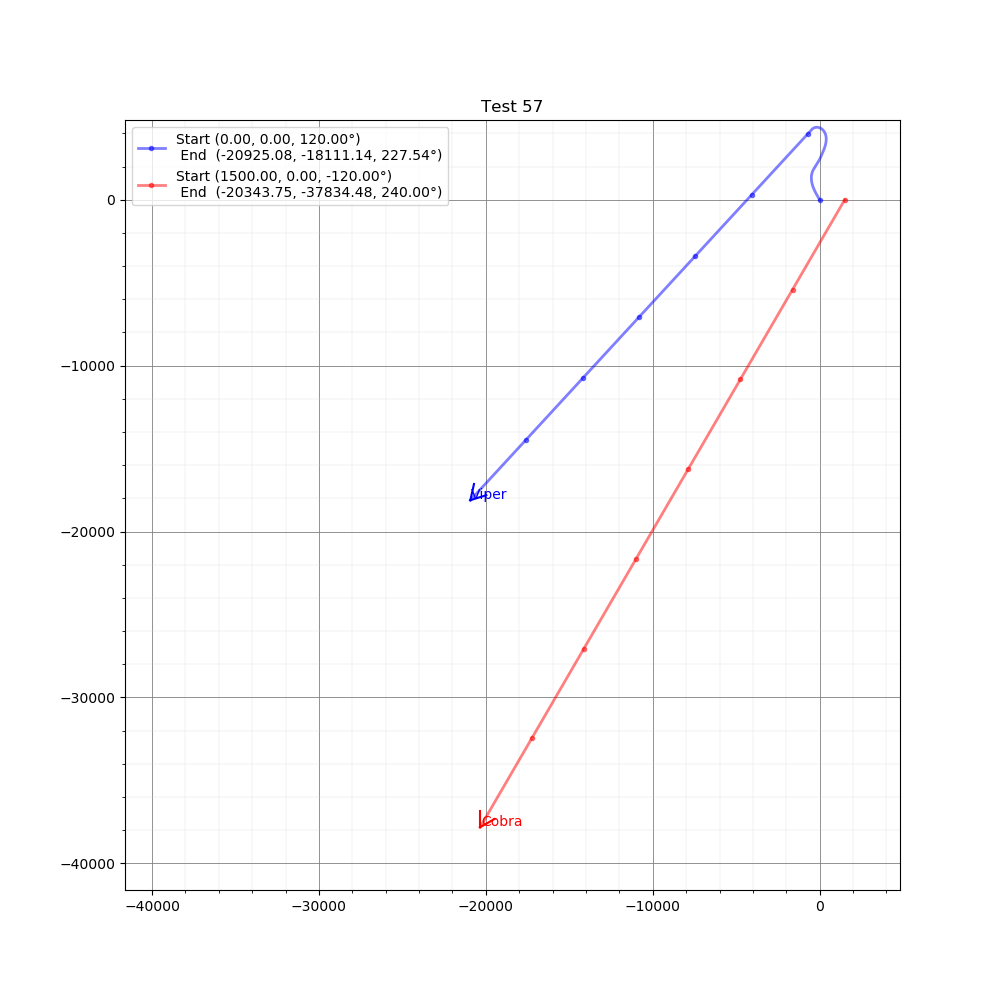 Test 57
Start (0.00, 0.00, 120.00°)
End  (-20925.08, -18111.14, 227.54°)
Start (1500.00, 0.00, -120.00°)
End  (-20343.75, -37834.48, 240.00°)
0
−10000
−20000
−30000
−40000
Viper
Cobra
−40000
−30000
−20000
−10000
0